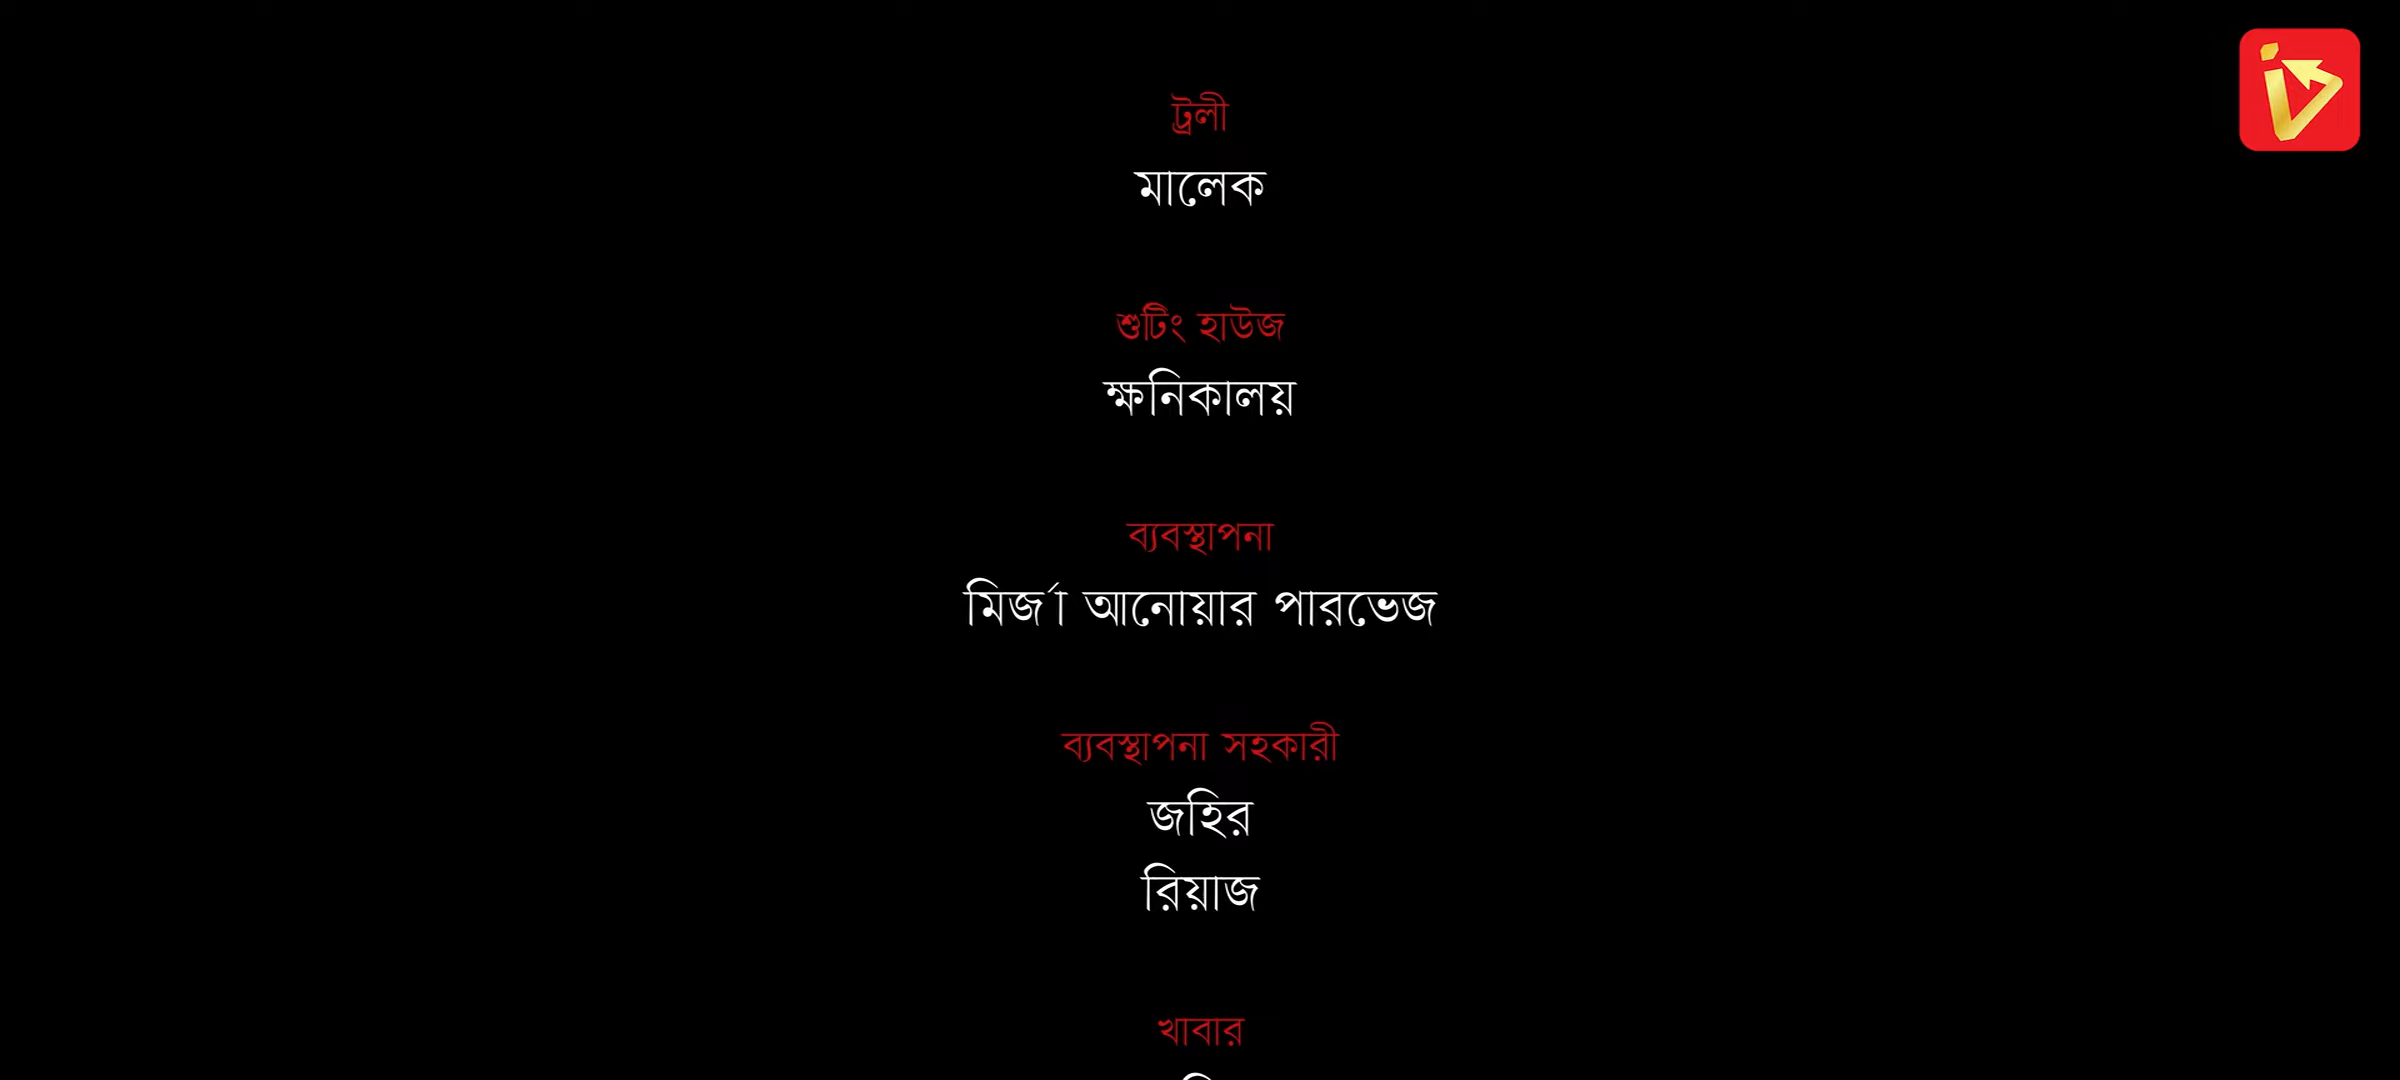 ট্রলী
মালেক
শুটিং হাউজ
ক্ষনিকালয়
ব্যবস্থাপনা
মির্জা আনোয়ার পারভেজ
ব্যবস্থাপনা সহকারী
জহির
রিয়াজ
খাবার